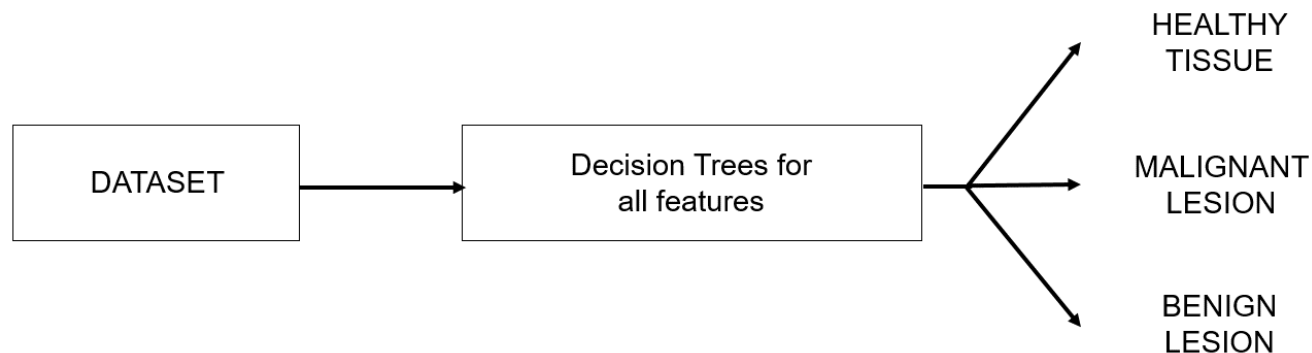 DATASET
Decision Trees for
all features
HEALTHY
TISSUE
MALIGNANT
LESION
BENIGN
LESION